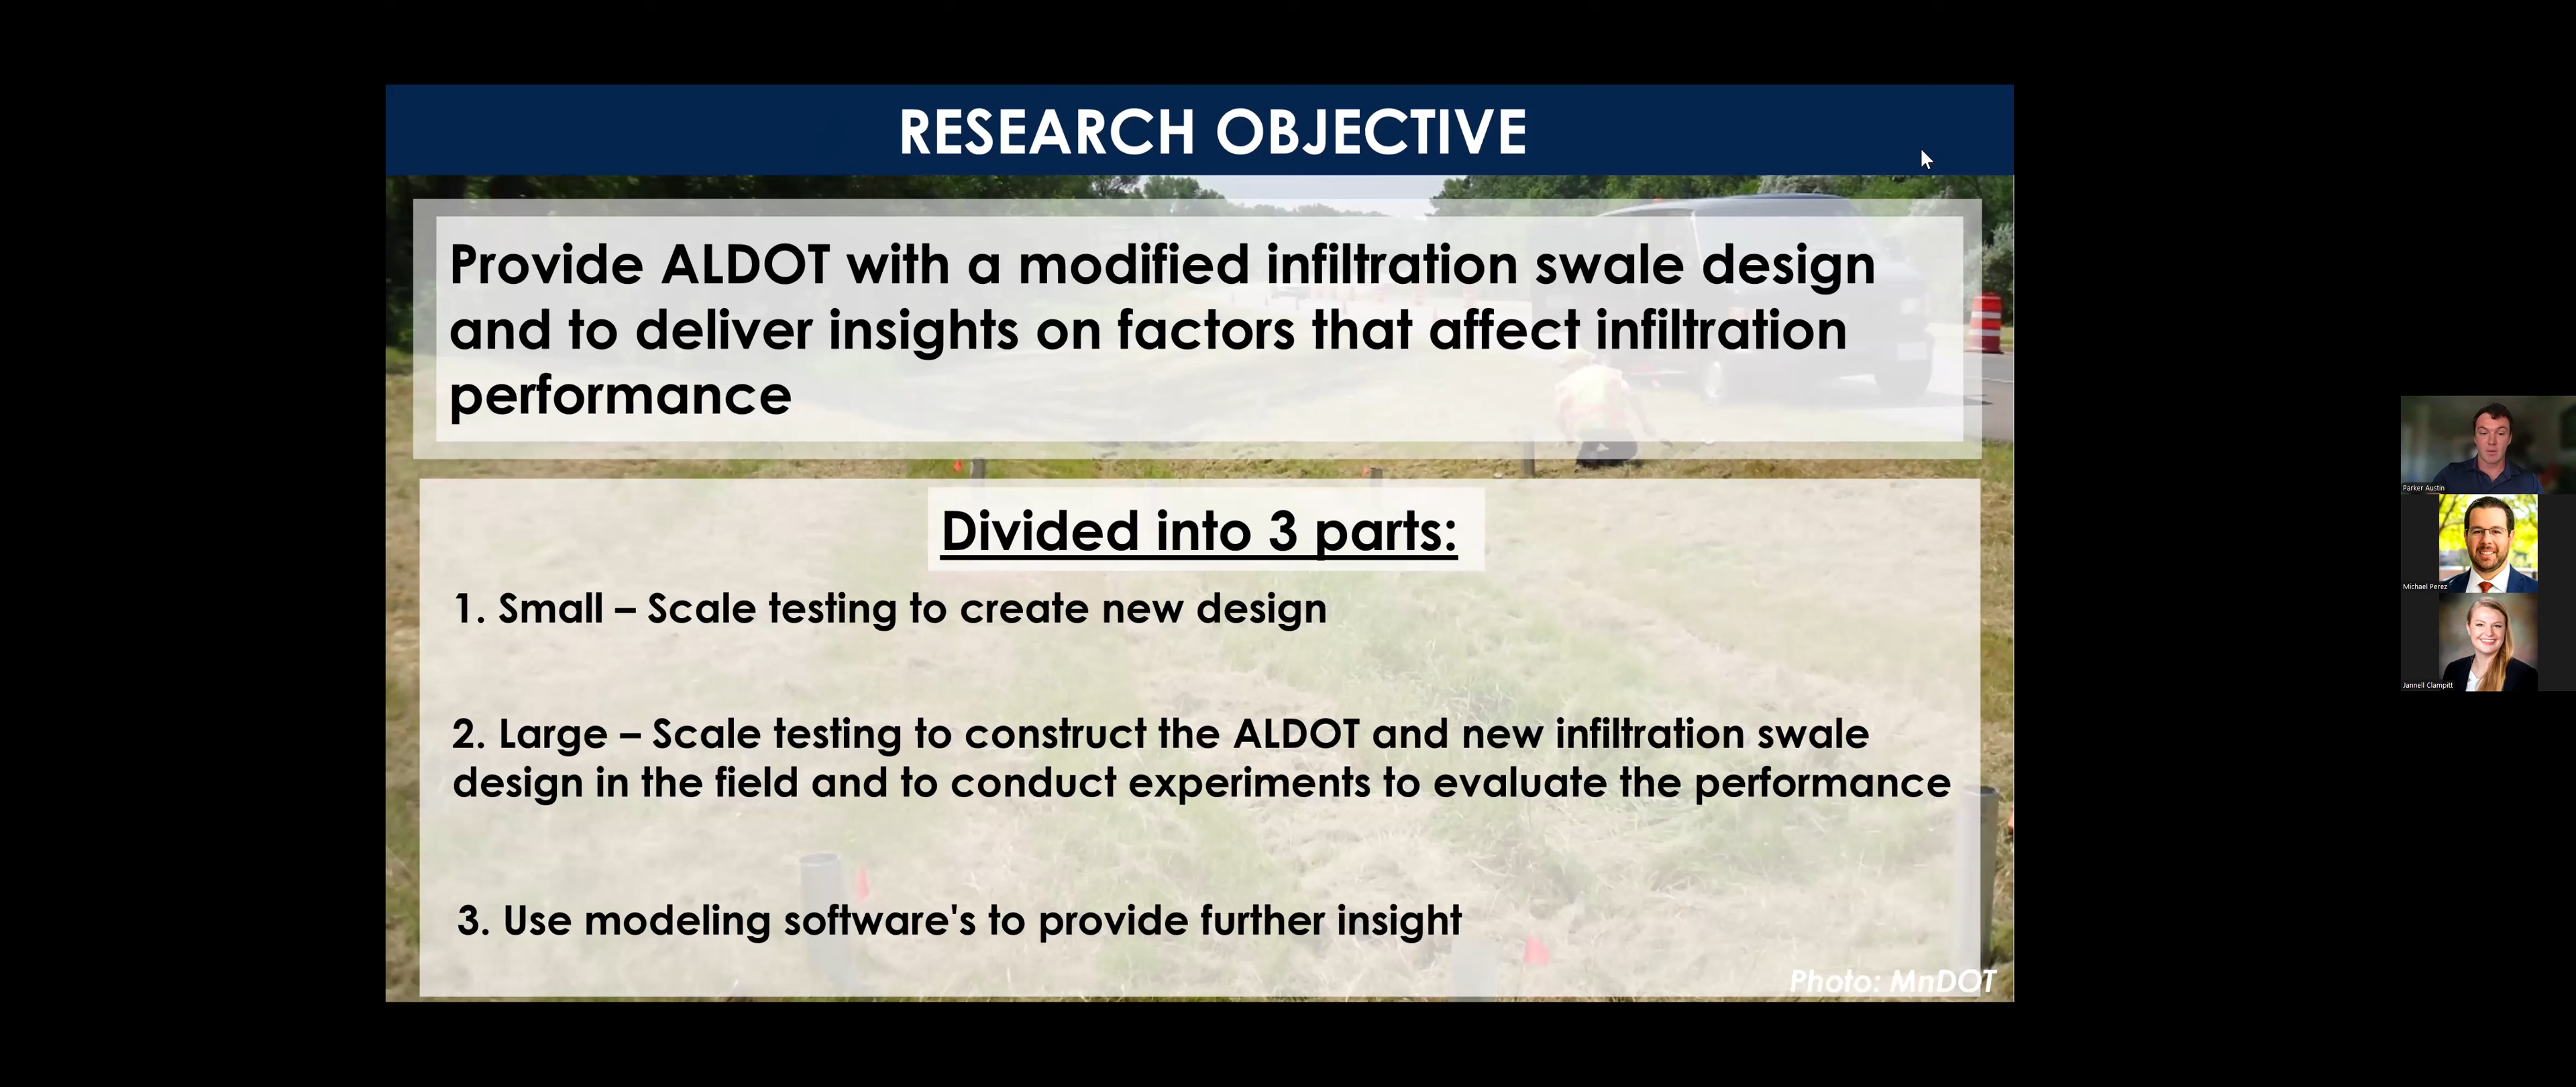 RESEARCH OBJECTIVE
Provide ALDOT with a modified infiltration swale design
and to deliver insights on factors that affect infiltration
performance
Divided into 3 parts:
1. Small – Scale testing to create new design
2. Large – Scale testing to construct the ALDOT and new infiltration swale
design in the field and to conduct experiments to evaluate the performance
3. Use modeling software's to provide further insight
Photo: MnDOT
Parker Austin
Michael Perez
Jannell Clampitt